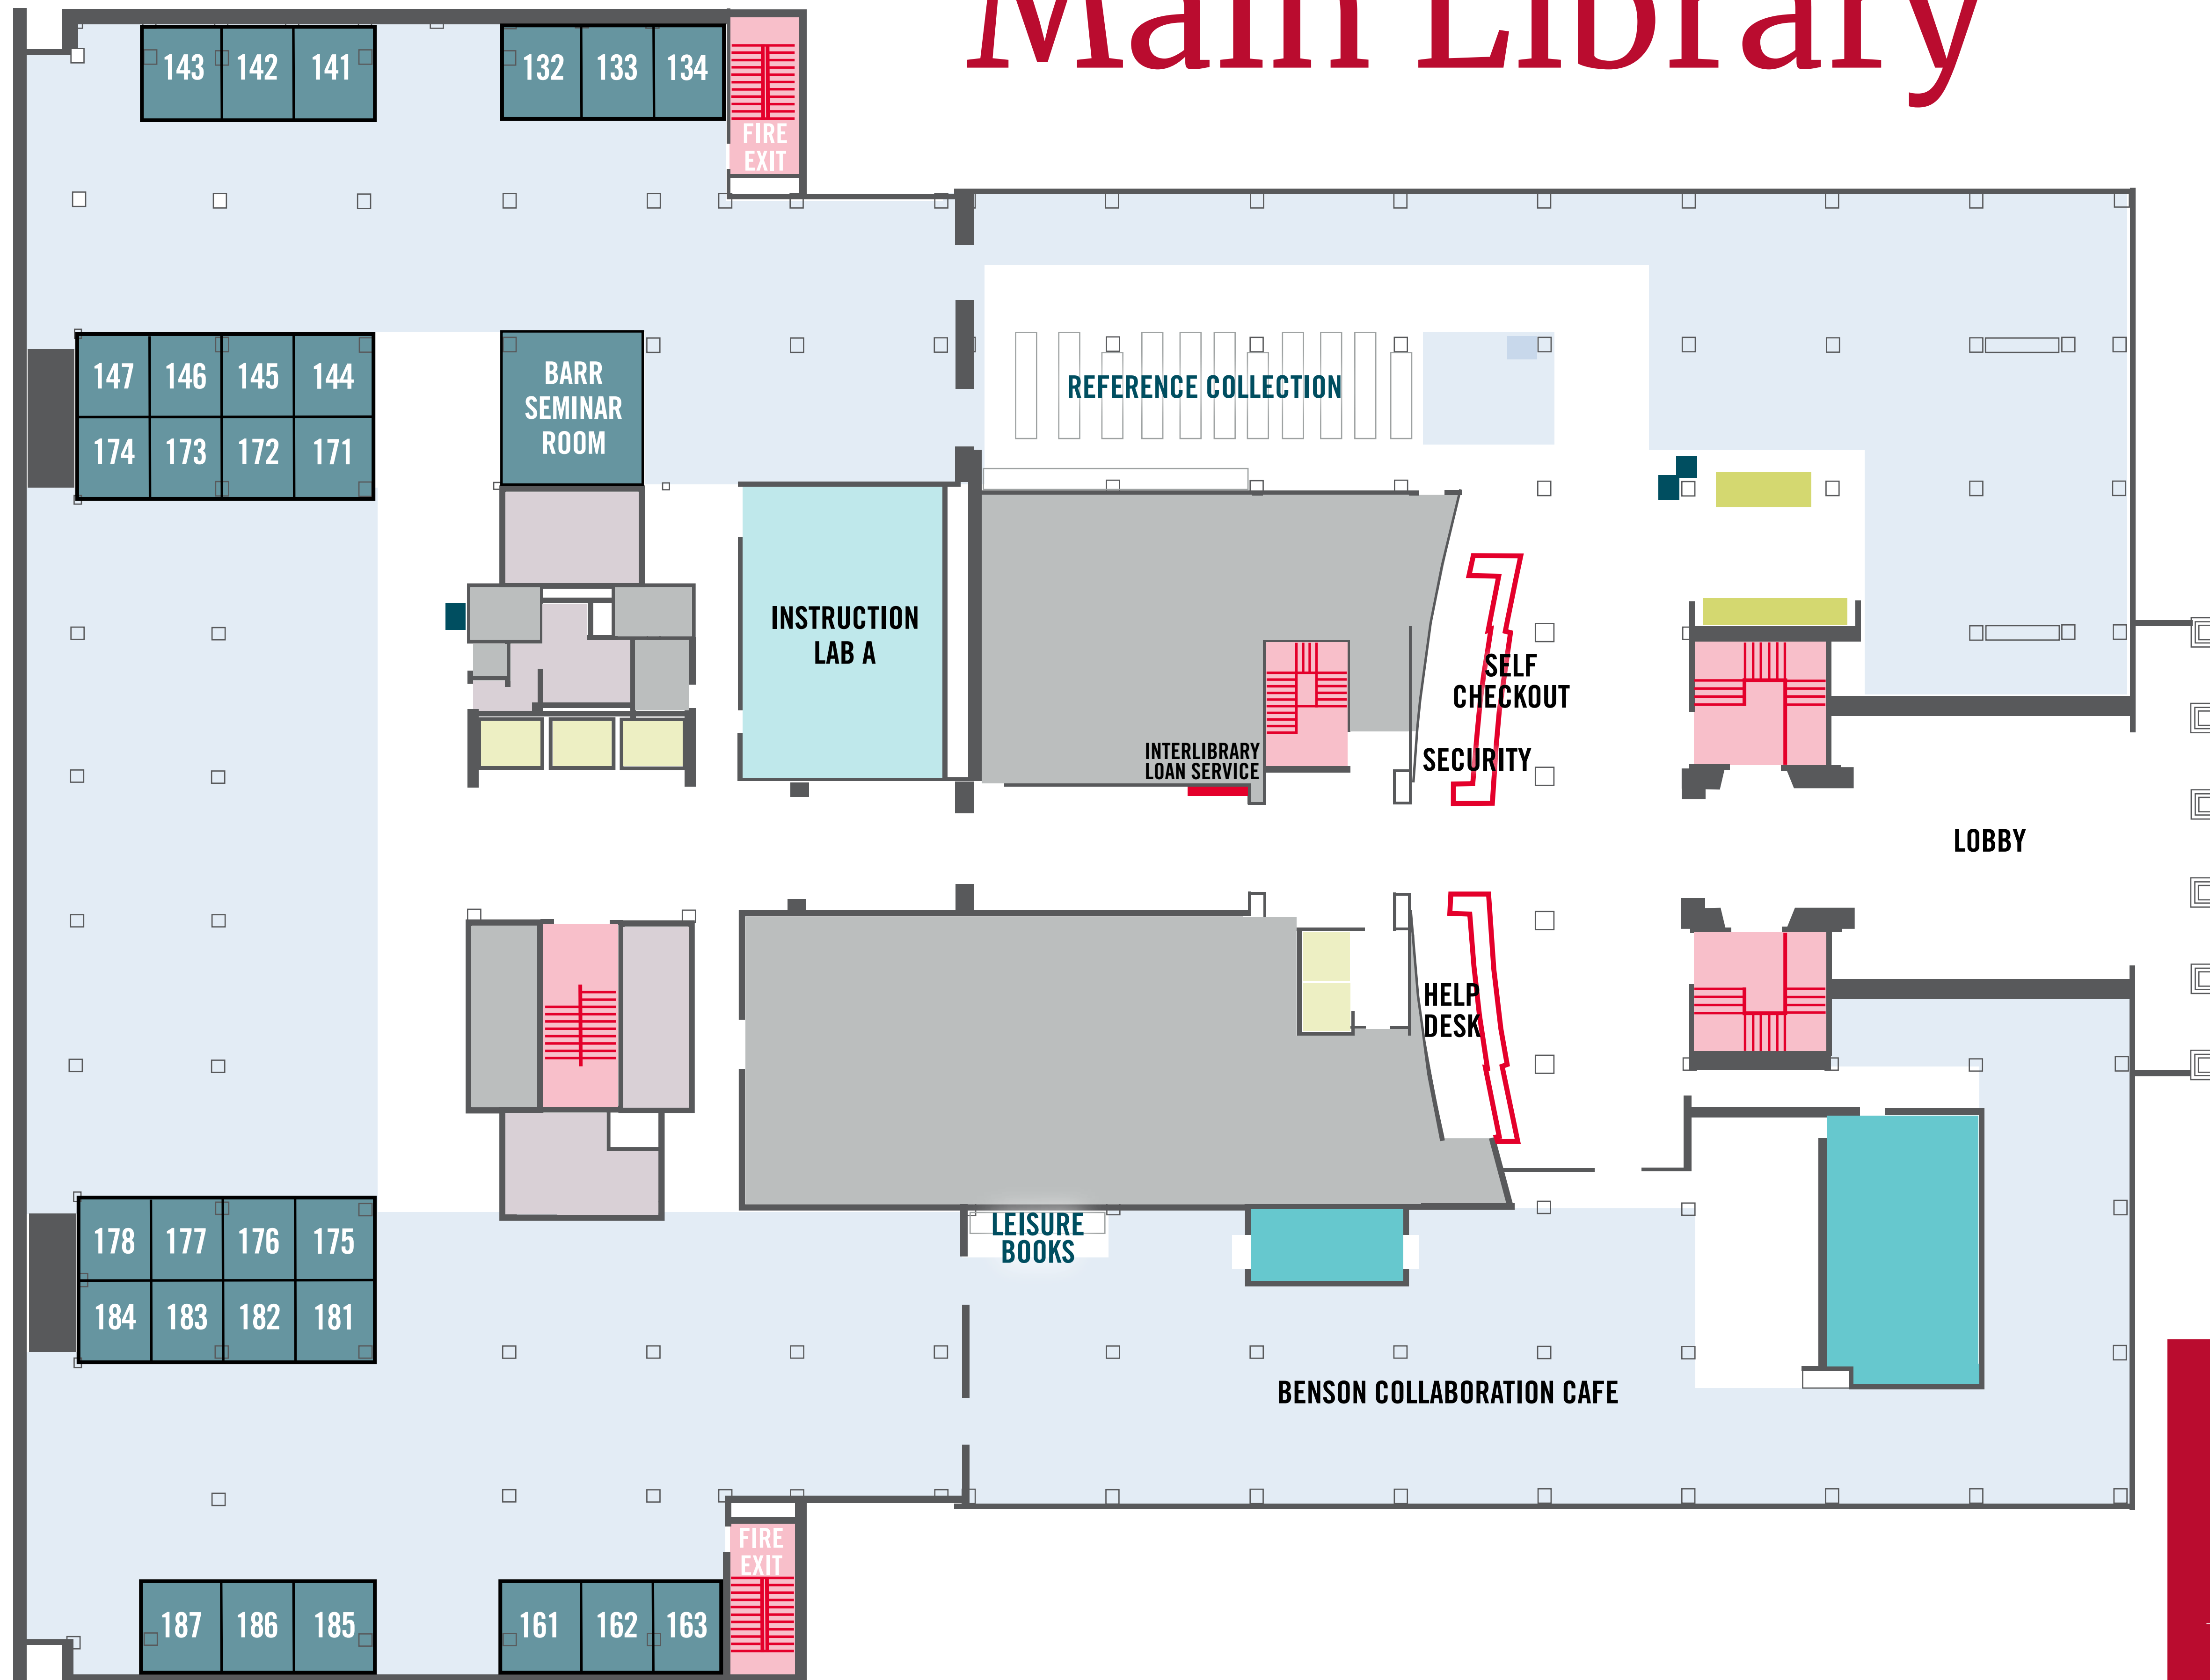 Main Library
143 142 141
132 133 134
FIRE
EXIT
147 146 145 144
174 173 172 171
BARR
SEMINAR
ROOM
REFERENCE COLLECTION
INSTRUCTION
LAB A
SELF
CHECKOUT
INTERLIBRARY
LOAN SERVICE
SECURITY
LOBBY
HELP
DESK
LEISURE
BOOKS
178 177 176 175
184 183 182 181
BENSON COLLABORATION CAFE
FIRE
EXIT
187 186 185
161 162 163